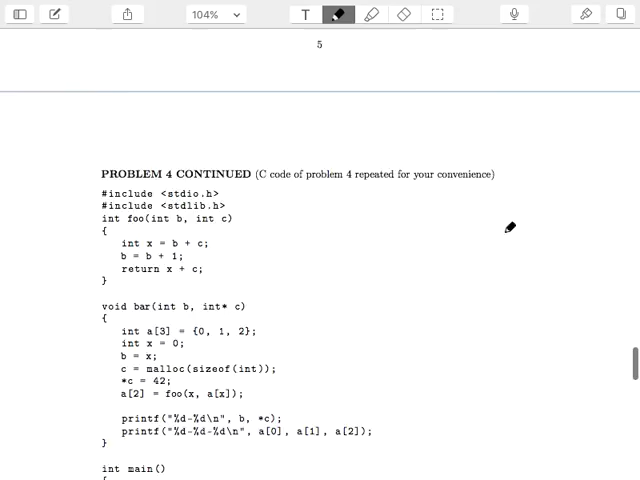 104%
T
5
PROBLEM 4 CONTINUED (C code of problem 4 repeated for your convenience)
#include <stdio.h>
#include <stdlib.h>
int foo(int b, int c)
{
int x = b + c;
b = b + 1;
return x + c;
}
void bar(int b, int* c)
{
int a[3] = {0, 1, 2};
int x = 0;
b = x;
c = malloc(sizeof(int));
*c = 42;
a[2] = foo(x, a[x]);
printf("%d-%d\n", b, *c);
printf("%d-%d-%d\n", a[0], a[1], a[2]);
}
int main()
{